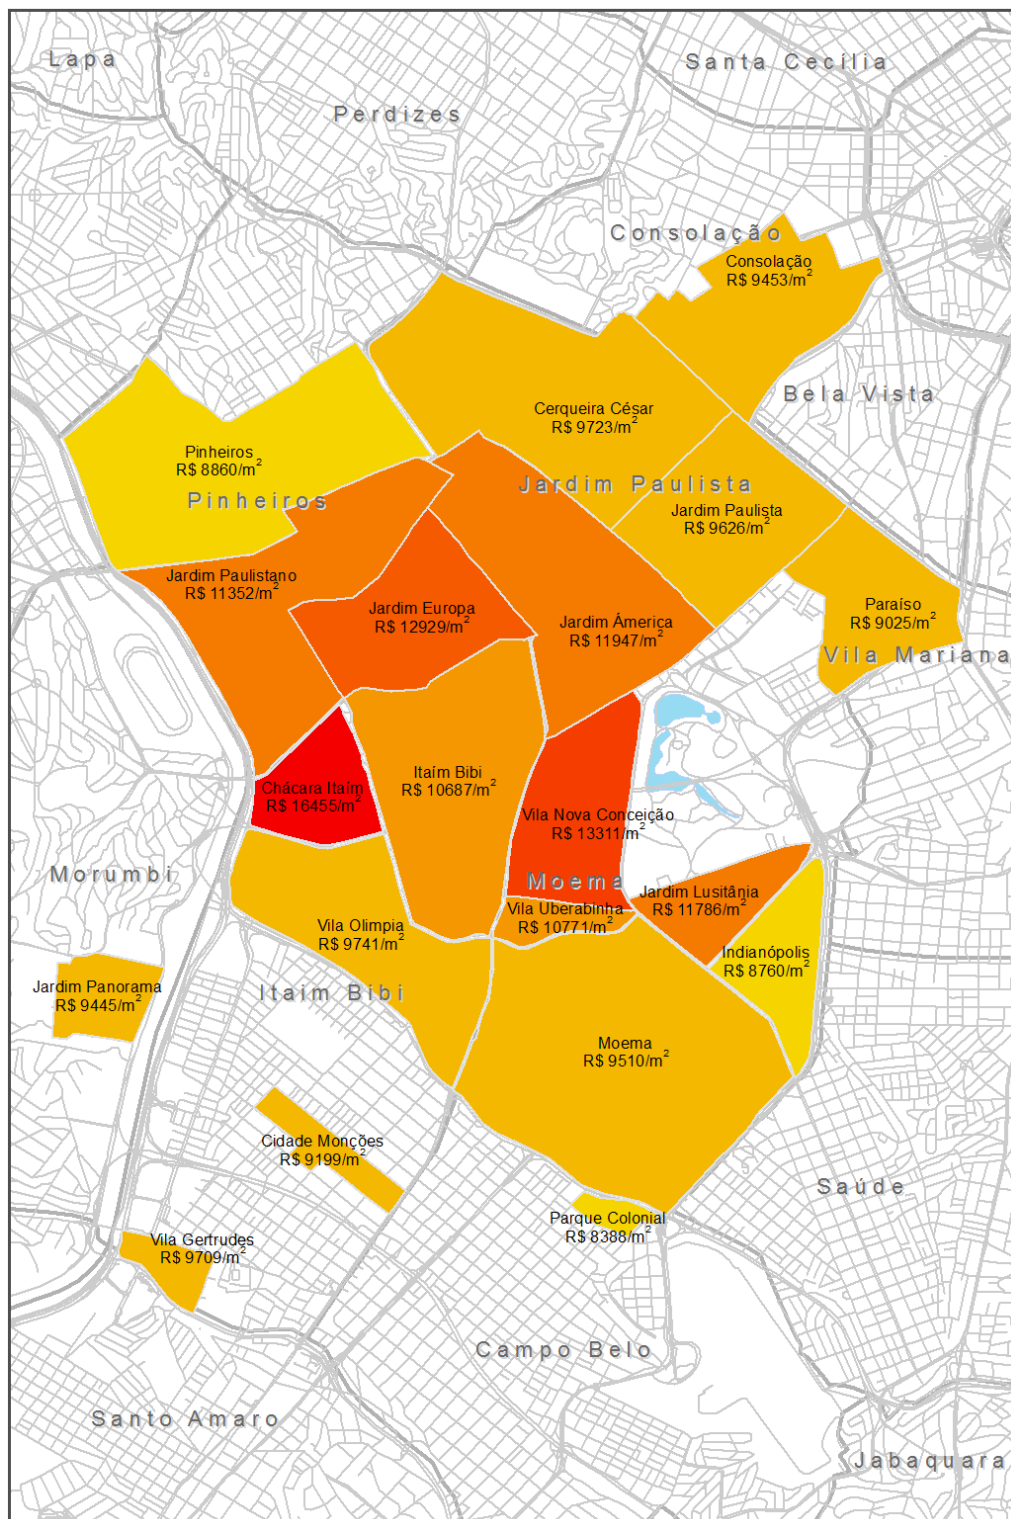 Lapa
Santa Cecília
Perdizes
Consolação
Consolação
R$ 9453/m²
Bela Vista
Cerqueira César
R$ 9723/m²
Pinheiros
R$ 8860/m²
Pinheiros
Jardim Paulista
Jardim Paulista
R$ 9626/m²
Jardim Paulistano
R$ 11352/m²
Jardim Europa
R$ 12929/m²
Jardim Ámerica
R$ 11947/m²
Paraíso
R$ 9025/m²
Vila Mariana
Itaím Bibi
R$ 10687/m²
Chácara Itaím
R$ 16455/m²
Vila Nova Conceição
R$ 13311/m²
Morumbi
Moema
Jardim Lusitânia
R$ 11786/m²
Vila Uberabinha
R$ 10771/m²
Vila Olimpia
R$ 9741/m²
Indianópolis
R$ 8760/m²
Jardim Panorama
R$ 9445/m²
Itaim Bibi
Moema
R$ 9510/m²
Cidade Monções
R$ 9199/m²
Saúde
Parque Colonial
R$ 8388/m²
Vila Gertrudes
R$ 9709/m²
Campo Belo
Santo Amaro
Jabaquara